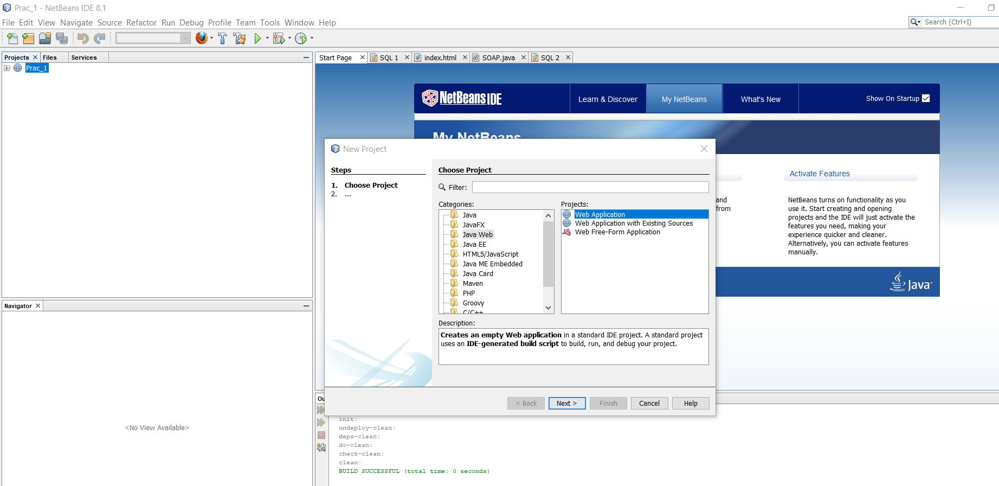 Prac_1 - NetBeans IDE 8.1
File Edit View Navigate Source Refactor Run Debug Profile Team Tools Window Help
Search (Ctrl+I)
Projects Files Services
Prac_1
Start Page SQL 1 index.html SOAP.java SQL 2
NetBeans IDE
Learn & Discover
My NetBeans
What's New
Show On Startup
My NetBeans
Activate Features
and
from
NetBeans turns on functionality as you
use it. Start creating and opening
projects and the IDE will just activate the
features you need, making your
experience quicker and cleaner.
Alternatively, you can activate features
manually.
Java
New Project
Steps
1. Choose Project
2. ...
Choose Project
Filter:
Categories:
Java
JavaFX
Java Web
Java EE
HTML5/JavaScript
Java ME Embedded
Java Card
Maven
PHP
Groovy
C/C++
Projects:
Web Application
Web Application with Existing Sources
Web Free-Form Application
Description:
Creates an empty Web application in a standard IDE project. A standard project
uses an IDE-generated build script to build, run, and debug your project.
< Back
Next >
Finish
Cancel
Help
Navigator
<No View Available>
Ou
init:
undeploy-clean:
deps-clean:
do-clean:
check-clean:
clean:
BUILD SUCCESSFUL (total time: 0 seconds)